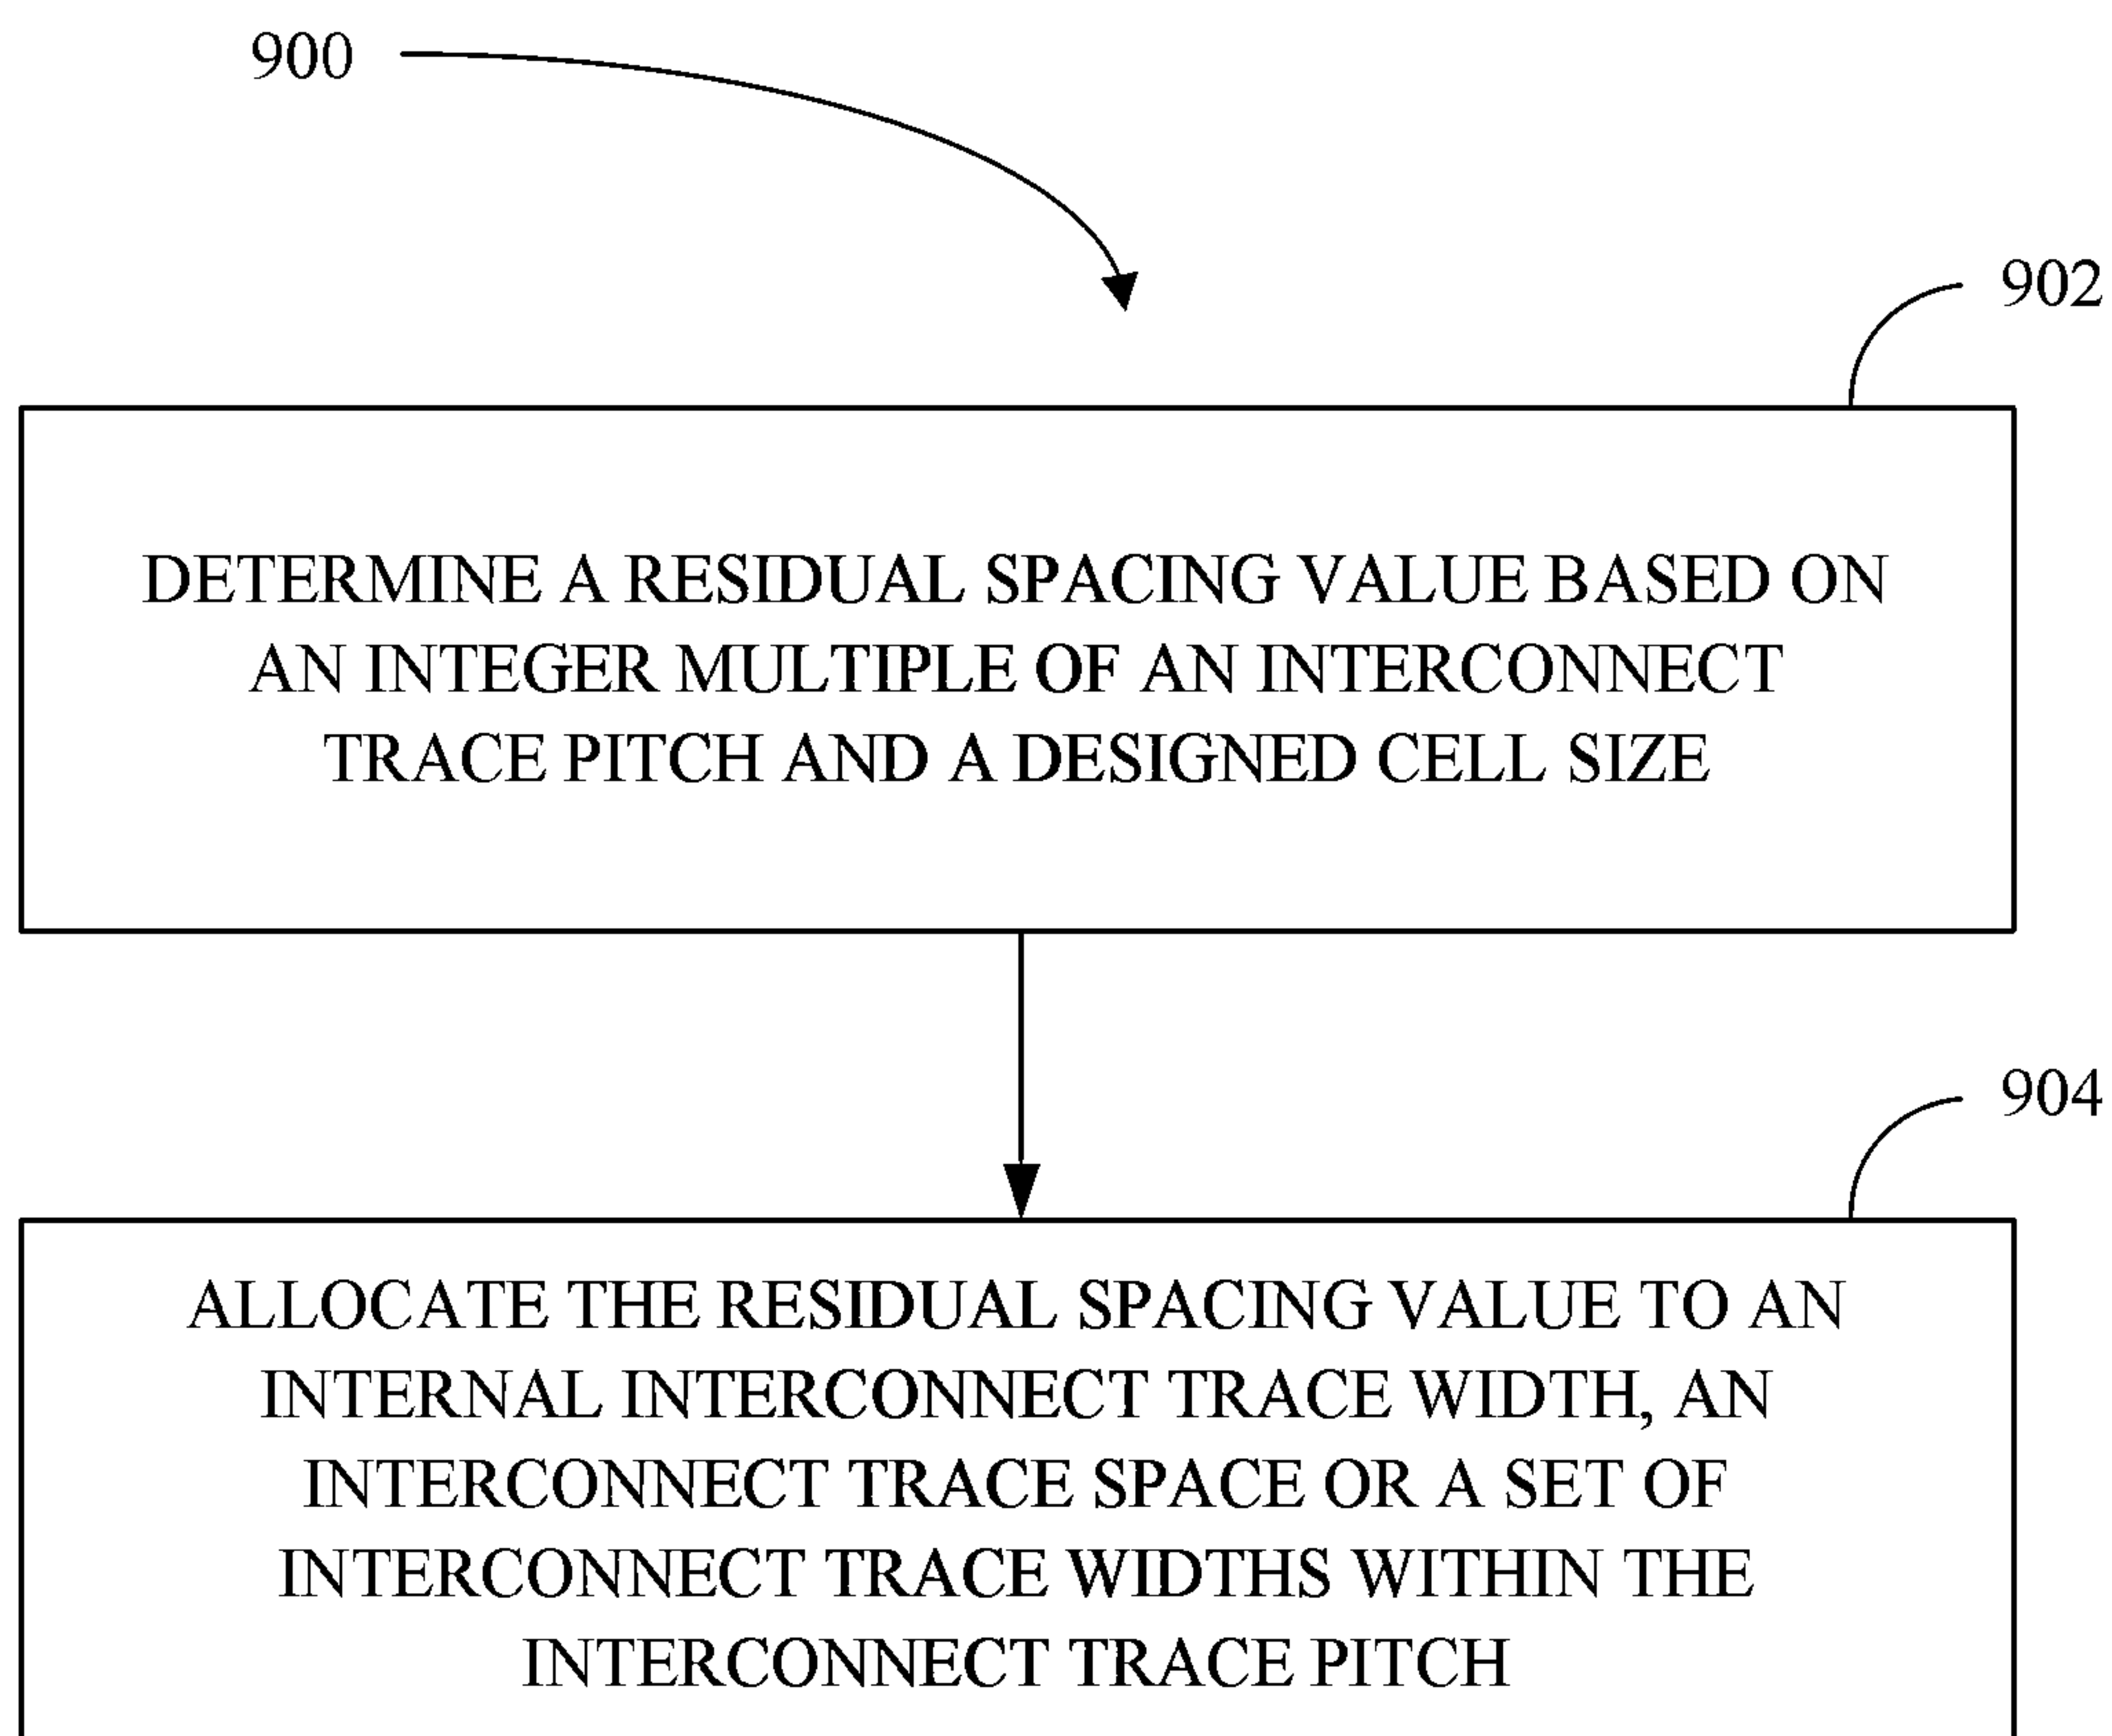 900
902
DETERMINE A RESIDUAL SPACING VALUE BASED ON
AN INTEGER MULTIPLE OF AN INTERCONNECT
TRACE PITCH AND A DESIGNED CELL SIZE
904
ALLOCATE THE RESIDUAL SPACING VALUE TO AN
INTERNAL INTERCONNECT TRACE WIDTH, AN
INTERCONNECT TRACE SPACE OR A SET OF
INTERCONNECT TRACE WIDTHS WITHIN THE
INTERCONNECT TRACE PITCH